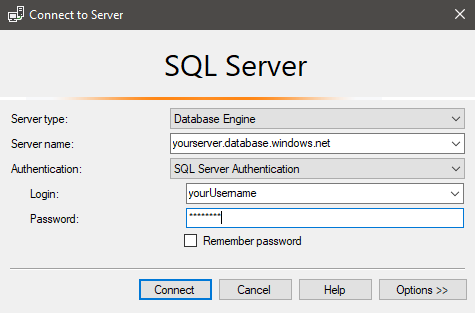 Connect to Server
SQL Server
Server type: Database Engine
Server name: yourserver.database.windows.net
Authentication: SQL Server Authentication
Login: yourUsername
Password: ********
Remember password
Connect Cancel Help Options >>